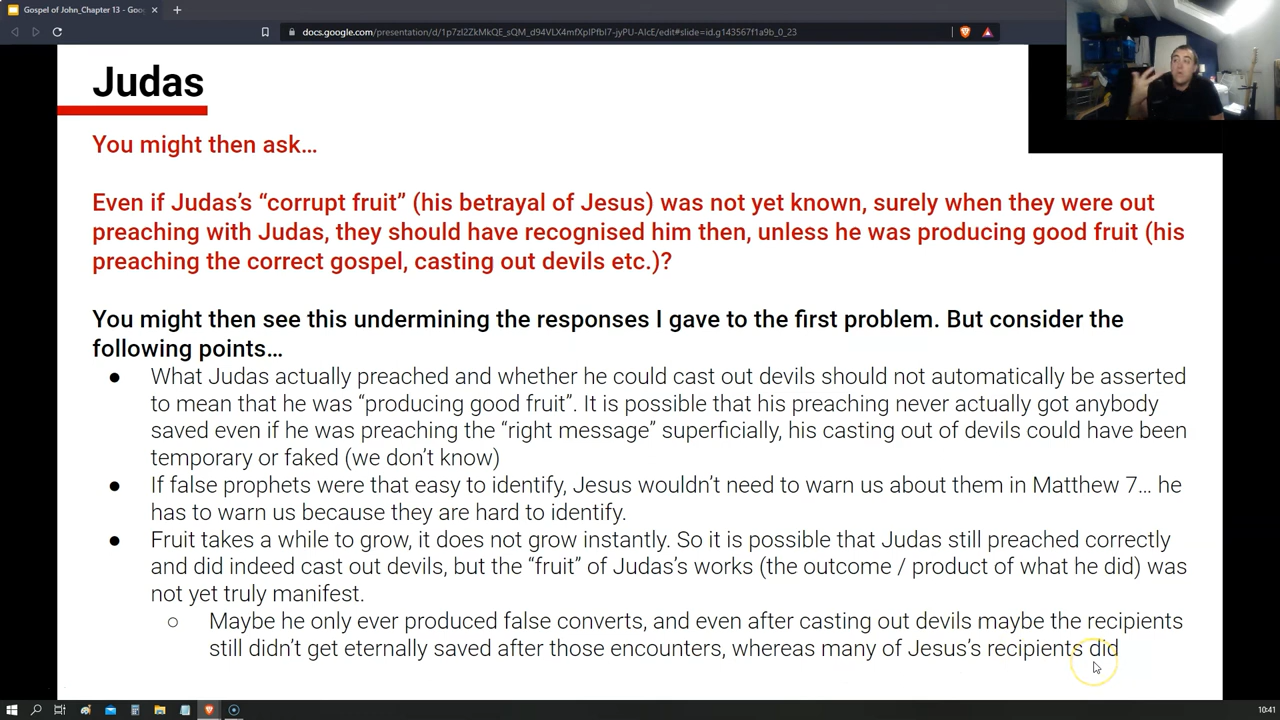 Gospel of John_Chapter 13 - Goo
docs.google.com/presentation/d/1p7zI2ZkMkQE_sQM_d94VLX4mfXpIPfbI7-jyPU-AIcE/edit#slide=id.g143567f1a9b_0_23
Judas
You might then ask…
Even if Judas’s “corrupt fruit” (his betrayal of Jesus) was not yet known, surely when they were out
preaching with Judas, they should have recognised him then, unless he was producing good fruit (his
preaching the correct gospel, casting out devils etc.)?
You might then see this undermining the responses I gave to the first problem. But consider the
following points…
● What Judas actually preached and whether he could cast out devils should not automatically be asserted
to mean that he was “producing good fruit”. It is possible that his preaching never actually got anybody
saved even if he was preaching the “right message” superficially, his casting out of devils could have been
temporary or faked (we don’t know)
● If false prophets were that easy to identify, Jesus wouldn’t need to warn us about them in Matthew 7… he
has to warn us because they are hard to identify.
● Fruit takes a while to grow, it does not grow instantly. So it is possible that Judas still preached correctly
and did indeed cast out devils, but the “fruit” of Judas’s works (the outcome / product of what he did) was
not yet truly manifest.
○ Maybe he only ever produced false converts, and even after casting out devils maybe the recipients
still didn’t get eternally saved after those encounters, whereas many of Jesus’s recipients did
10:41